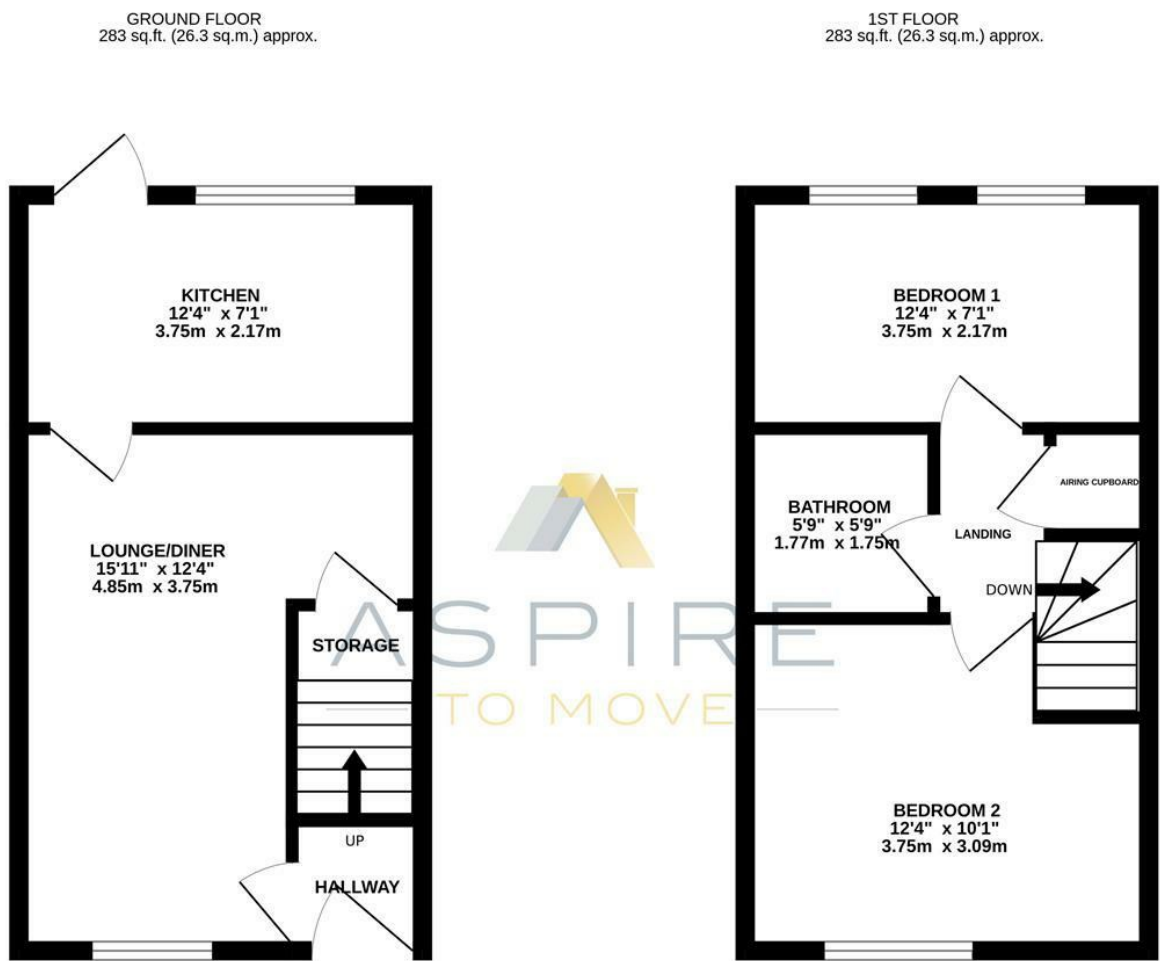 GROUND FLOOR
283 sq.ft. (26.3 sq.m.) approx.
KITCHEN
12'4" x 7'1"
3.75m x 2.17m
LOUNGE/DINER
15'11" x 12'4"
4.85m x 3.75m
STORAGE
UP
HALLWAY
1ST FLOOR
283 sq.ft. (26.3 sq.m.) approx.
BEDROOM 1
12'4" x 7'1"
3.75m x 2.17m
BATHROOM
5'9" x 5'9"
1.77m x 1.75m
AIRING CUPBOARD
LANDING
DOWN
BEDROOM 2
12'4" x 10'1"
3.75m x 3.09m
ASPIRE
TO MOVE